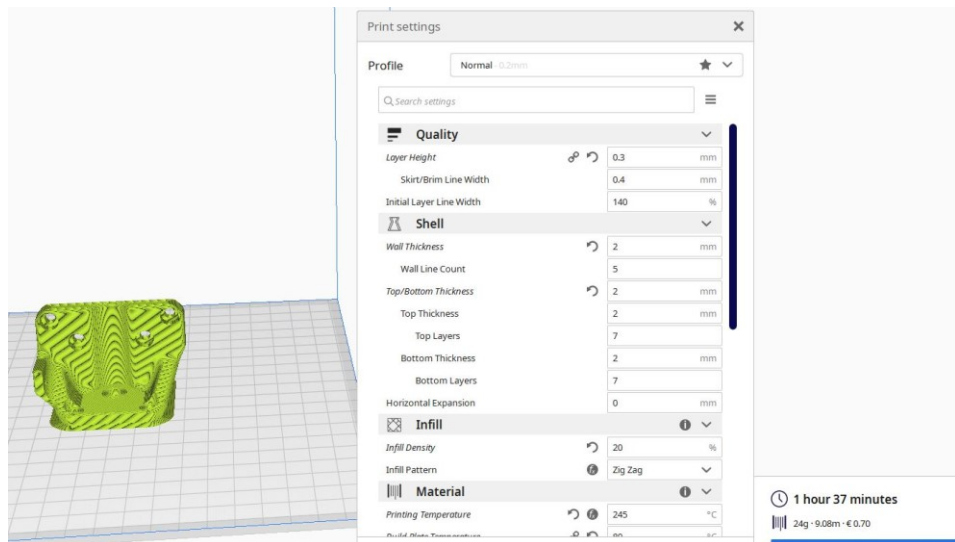 Print settings
Profile
Normal - 0.2mm
Search settings
Quality
Layer Height 0.3 mm
Skirt/Brim Line Width 0.4 mm
Initial Layer Line Width 140 %
Shell
Wall Thickness 2 mm
Wall Line Count 5
Top/Bottom Thickness 2 mm
Top Thickness 2 mm
Top Layers 7
Bottom Thickness 2 mm
Bottom Layers 7
Horizontal Expansion 0 mm
Infill
Infill Density 20 %
Infill Pattern Zig Zag
Material
Printing Temperature 245 °C
Build Plate Temperature 80 °C
1 hour 37 minutes
24g · 9.08m · € 0.70